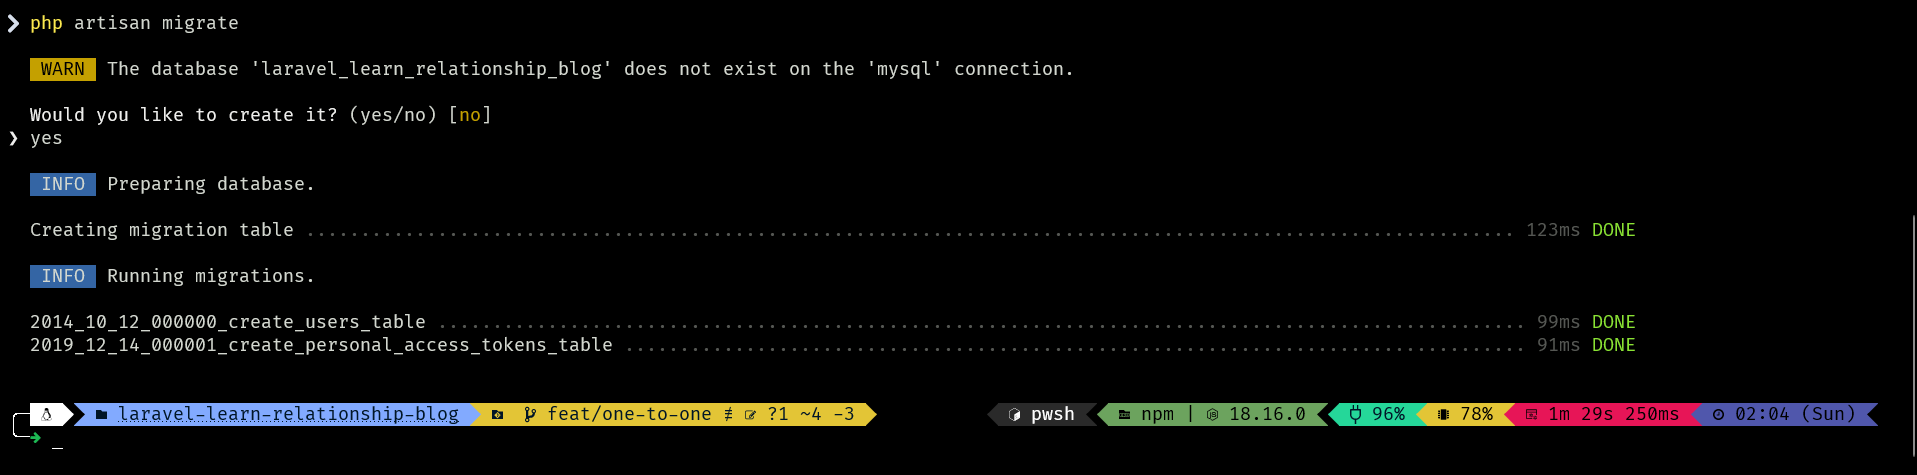 ❯ php artisan migrate
WARN The database 'laravel_learn_relationship_blog' does not exist on the 'mysql' connection.
Would you like to create it? (yes/no) [no]
❯ yes
INFO Preparing database.
Creating migration table .............................................................................................................. 123ms DONE
INFO Running migrations.
2014_10_12_000000_create_users_table ................................................................................................... 99ms DONE
2019_12_14_000001_create_personal_access_tokens_table .................................................................................. 91ms DONE
laravel-learn-relationship-blog feat/one-to-one ≢ ?1 ~4 -3 pwsh npm | 18.16.0 96% 78% 1m 29s 250ms 02:04 (Sun)